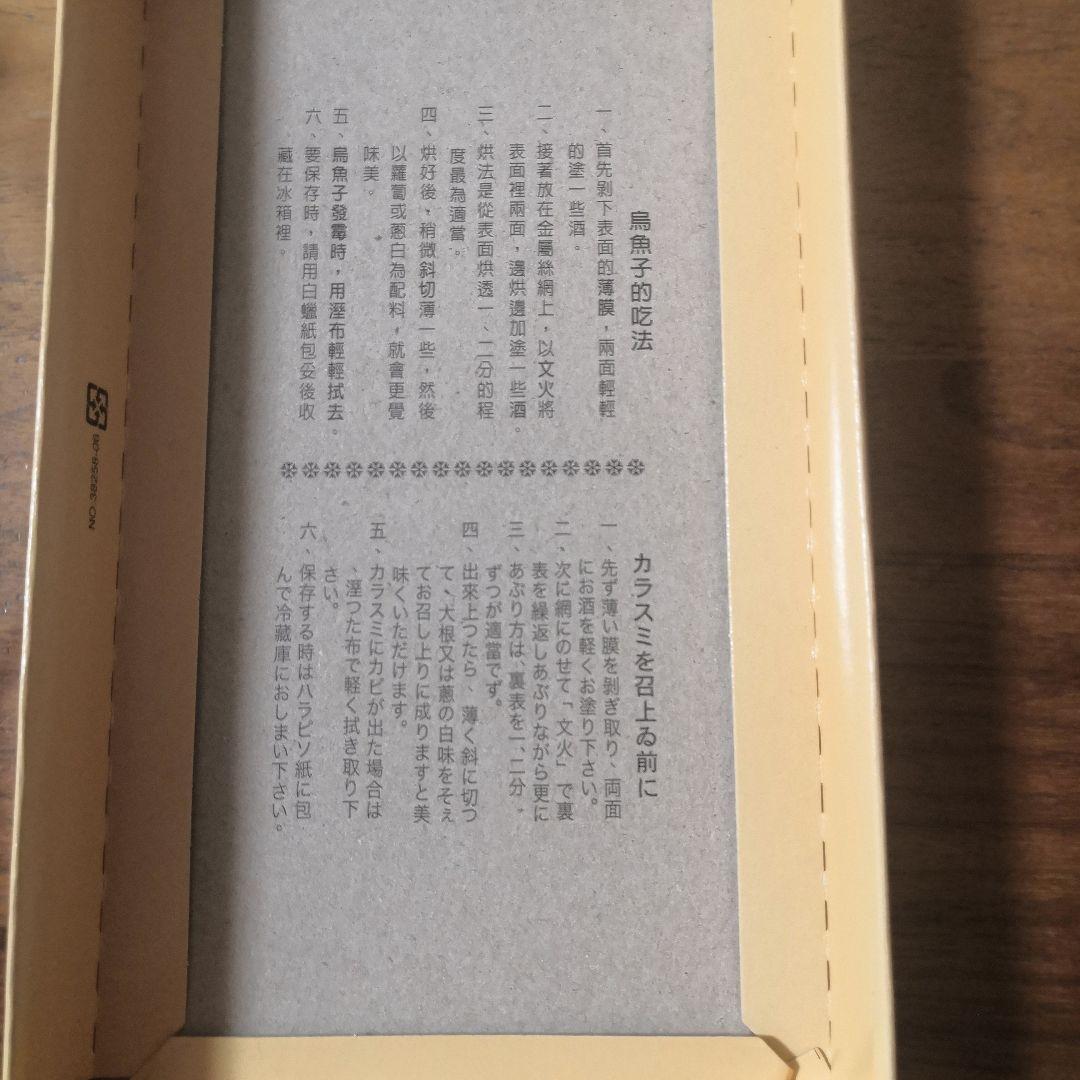 烏魚子的吃法
一、首先剝下表面的薄膜，兩面輕輕
的塗一些酒。
二、接著放在金屬絲網上，以文火將
表面裡兩面，邊烘邊加塗一些酒。
三、烘法是從表面烘透一、二分的程
度最為適當。
四、烘好後，稍微斜切薄一些，然後
以蘿蔔或蔥白為配料，就會更覺
味美。
五、烏魚子發霉時，用溼布輕輕拭去。
六、要保存時，請用白蠟紙包妥後收
藏在冰箱裡。
カラスミを召上ゐ前に
一、先ず薄い膜を剝ぎ取り、両面
にお酒を軽くお塗り下さい。
二、次に網にのせて「文火」で裏
表を繰返しあぶりながら更に
三、あぶり方は、裏表を一、二分
ずつが適當でず。
四、出來上つたら、薄く斜に切つ
て、大根又は蔥の白味をそえ
てお召し上りに成りますと美
味くいただけます。
五、カラスミにカビが出た場合は
、溼つた布で軽く拭き取り下
さい。
六、保存する時はハラピソ紙に包
んで冷藏庫におしまい下さい。
NO 38258-06